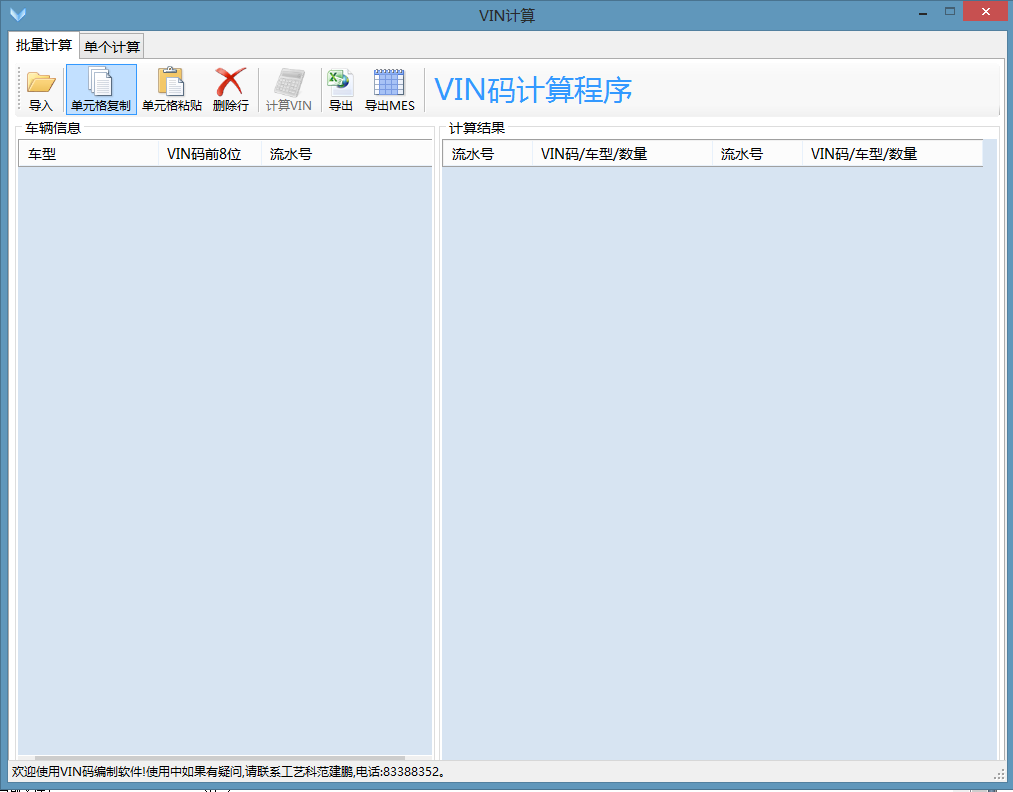 VIN计算
批量计算 单个计算
导入 单元格复制 单元格粘贴 删除行 计算VIN 导出 导出MES VIN码计算程序
车辆信息 计算结果
车型 VIN码前8位 流水号 流水号 VIN码/车型/数量 流水号 VIN码/车型/数量
欢迎使用VIN码编制软件!使用中如果有疑问,请联系工艺科范建鹏,电话:83388352。